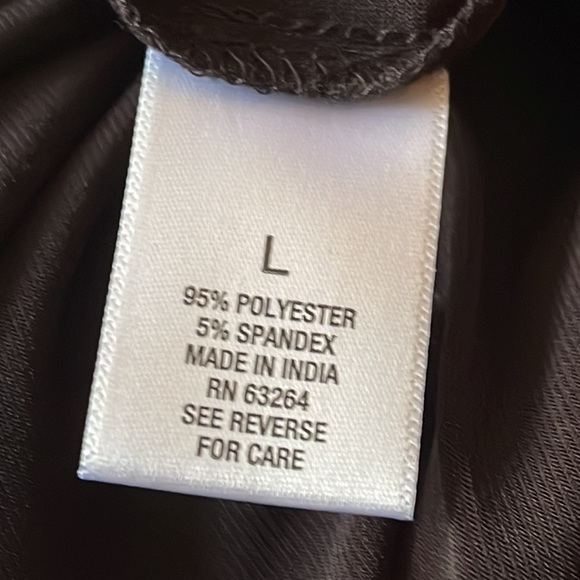 L
95% POLYESTER
5% SPANDEX
MADE IN INDIA
RN 63264
SEE REVERSE
FOR CARE